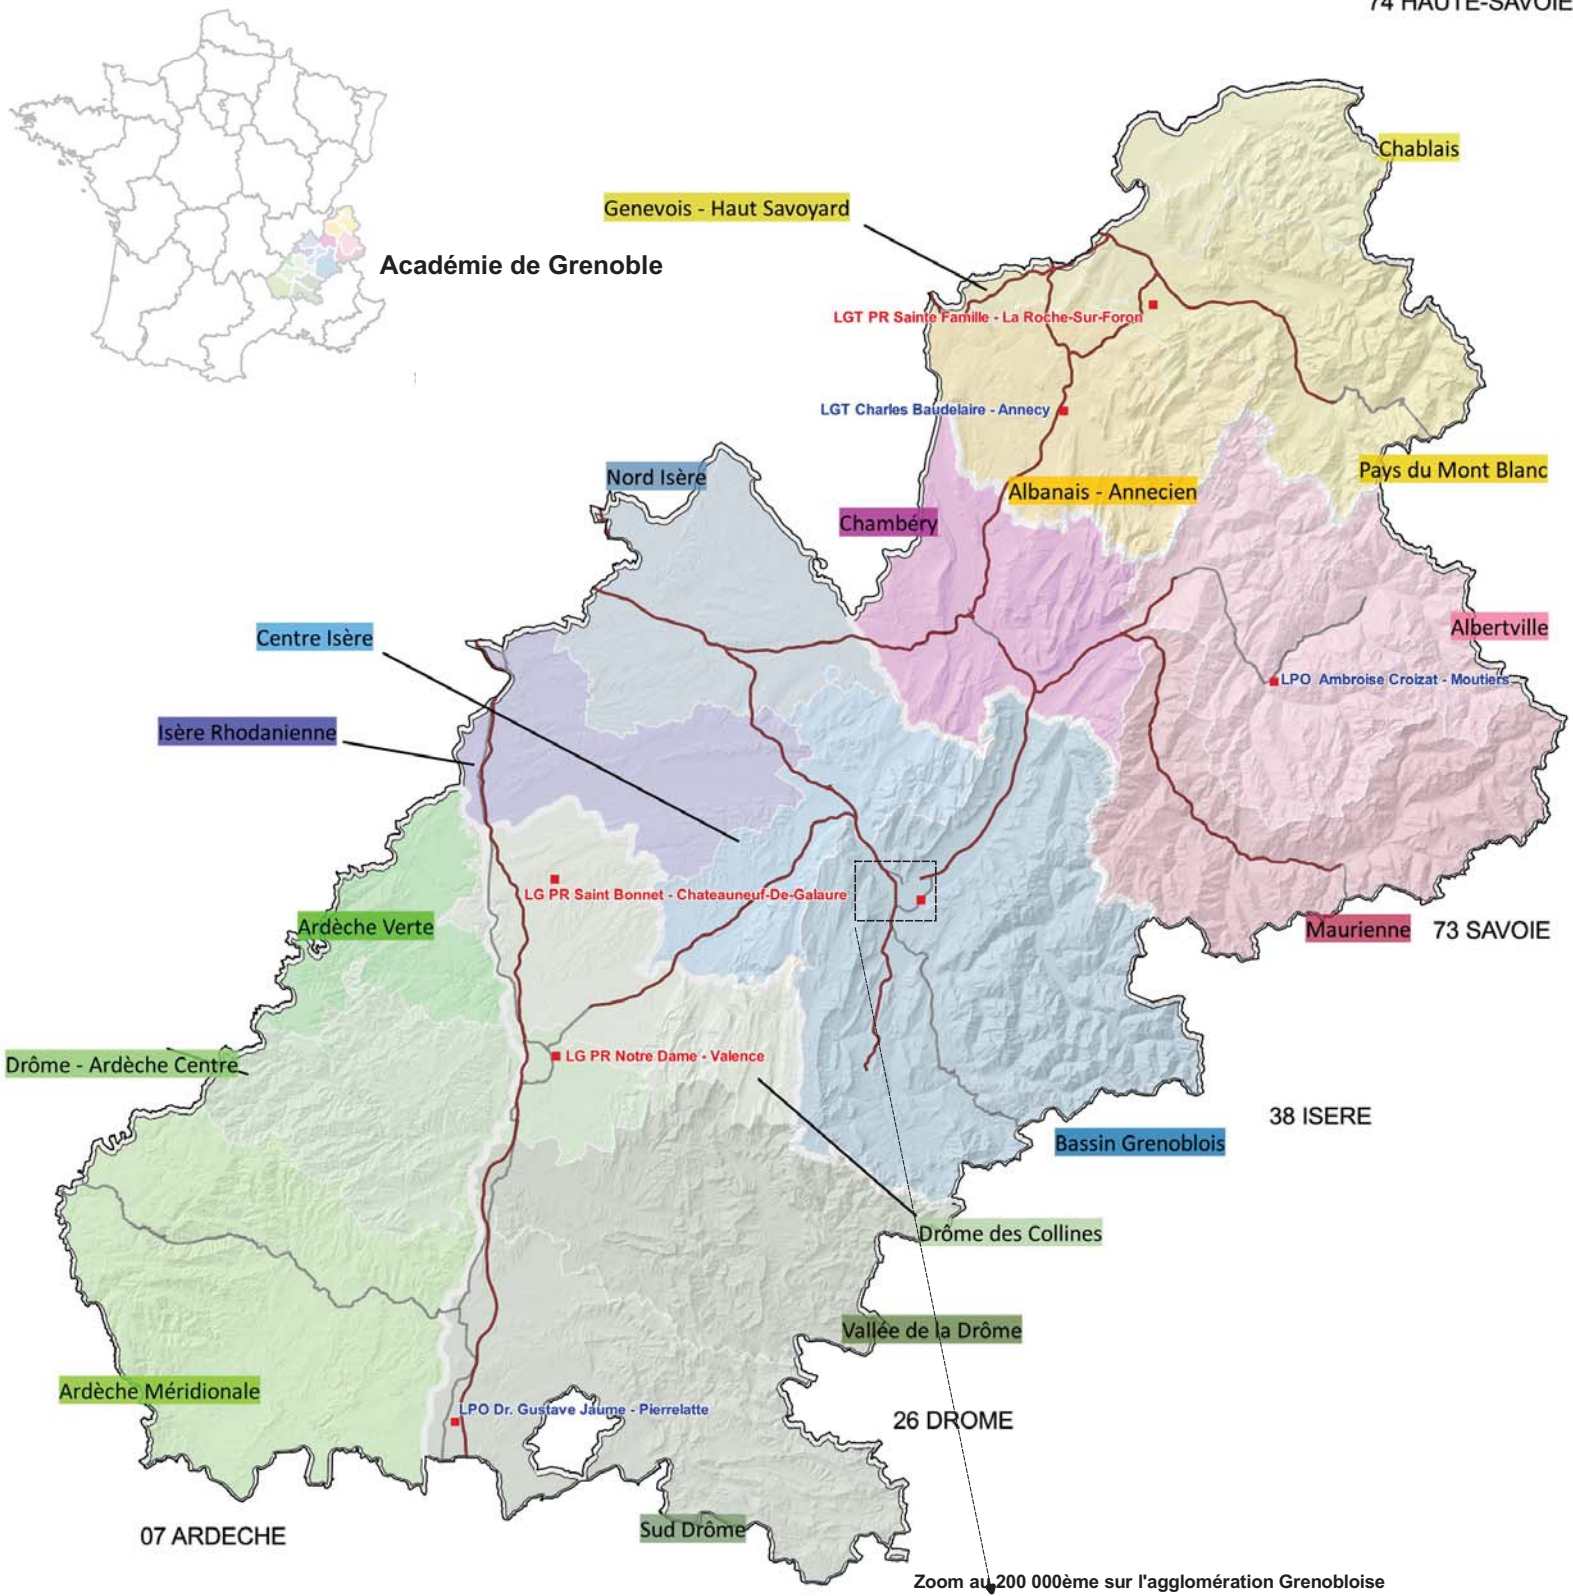 74 HAUTE-SAVOIE
Chablais
Genevois - Haut Savoyard
Académie de Grenoble
LGT PR Sainte Famille - La Roche-Sur-Foron
LGT Charles Baudelaire - Annecy
Pays du Mont Blanc
Nord Isère
Albanais - Annecien
Chambéry
Albertville
Centre Isère
LPO Ambroise Croizat - Moutiers
Isère Rhodanienne
LG PR Saint Bonnet - Chateauneuf-De-Galaure
Ardèche Verte
Maurienne
73 SAVOIE
LG PR Notre Dame - Valence
Drôme - Ardèche Centre
38 ISERE
Bassin Grenoblois
Drôme des Collines
Vallée de la Drôme
Ardèche Méridionale
LPO Dr. Gustave Jaume - Pierrelatte
26 DROME
Sud Drôme
07 ARDECHE
Zoom au 200 000ème sur l'agglomération Grenobloise